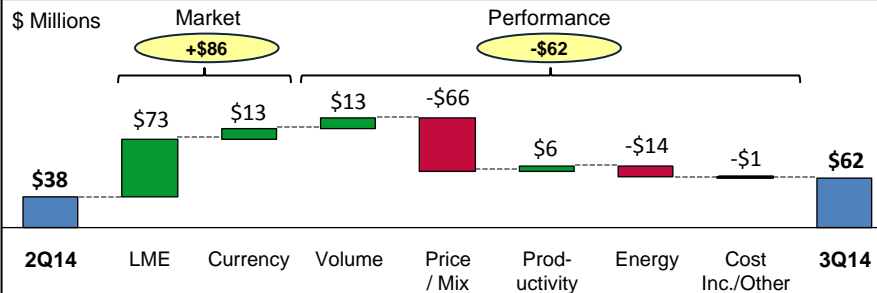 $ Millions
Market
Performance
+$86
-$62
$73
$13
$13
-$66
$6
-$14
-$1
$38
$62
2Q14
LME
Currency
Volume
Price
/ Mix
Prod-
uctivity
Energy
Cost
Inc./Other
3Q14